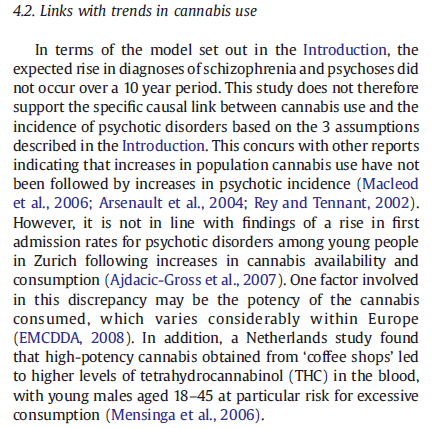 4.2. Links with trends in cannabis use
In terms of the model set out in the Introduction, the
expected rise in diagnoses of schizophrenia and psychoses did
not occur over a 10 year period. This study does not therefore
support the specific causal link between cannabis use and the
incidence of psychotic disorders based on the 3 assumptions
described in the Introduction. This concurs with other reports
indicating that increases in population cannabis use have not
been followed by increases in psychotic incidence (Macleod
et al., 2006; Arsenault et al., 2004; Rey and Tennant, 2002).
However, it is not in line with findings of a rise in first
admission rates for psychotic disorders among young people
in Zurich following increases in cannabis availability and
consumption (Ajdacic-Gross et al., 2007). One factor involved
in this discrepancy may be the potency of the cannabis
consumed, which varies considerably within Europe
(EMCDDA, 2008). In addition, a Netherlands study found
that high-potency cannabis obtained from ‘coffee shops’ led
to higher levels of tetrahydrocannabinol (THC) in the blood,
with young males aged 18–45 at particular risk for excessive
consumption (Mensinga et al., 2006).